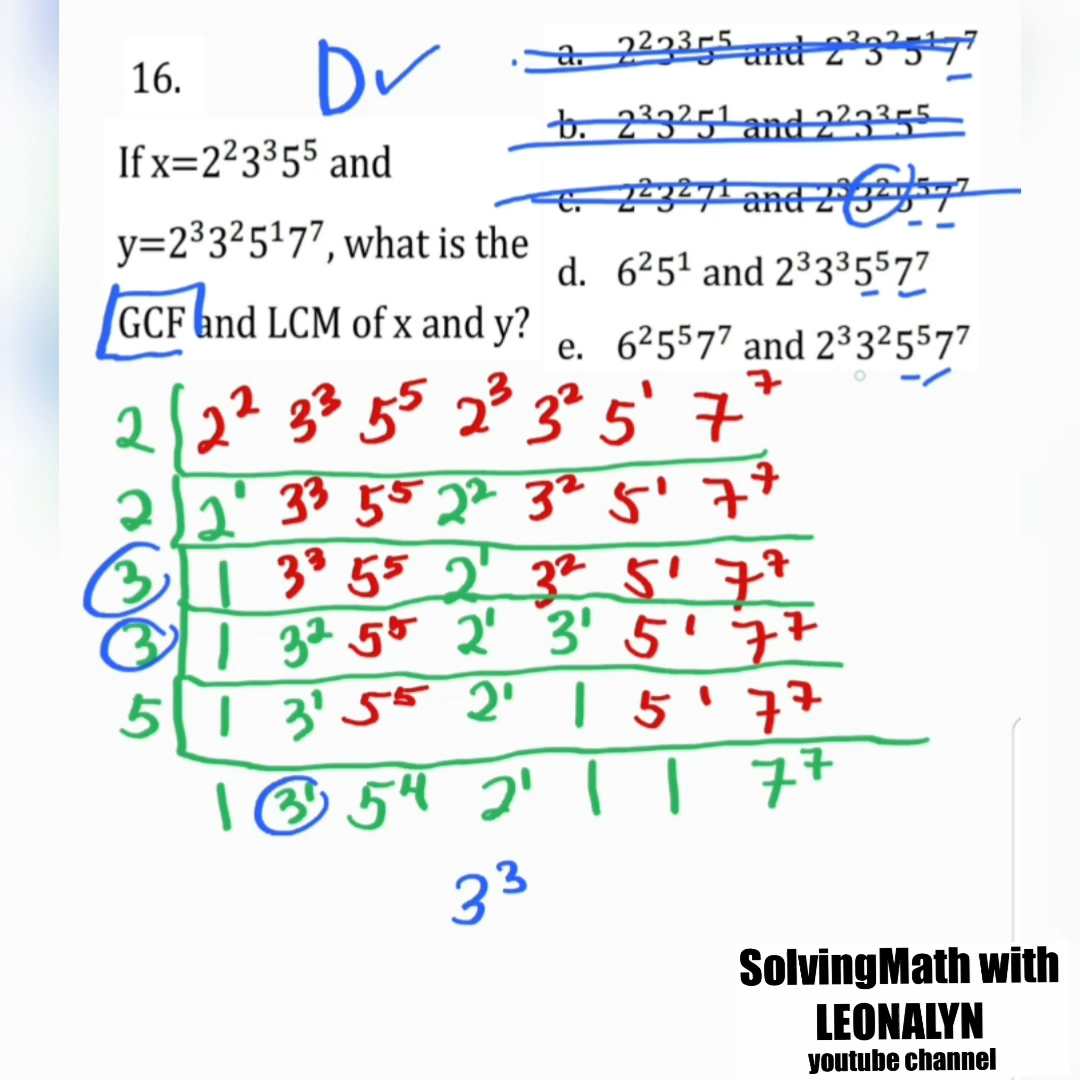 16.
D✓
If x=2²3³5⁵ and
y=2³3²5¹7⁷, what is the
GCF and LCM of x and y?
a. 2²3³5⁵ and 2³3²5¹7⁷
b. 2³3²5¹ and 2²3³5⁵
c. 2²3²7¹ and 2³3²5⁵7⁷
d. 6²5¹ and 2³3³5⁵7⁷
e. 6²5⁵7⁷ and 2³3²5⁵7⁷
2 2² 3³ 5⁵ 2³ 3² 5¹ 7⁷
2 2¹ 3³ 5⁵ 2² 3² 5¹ 7⁷
3 1 3³ 5⁵ 2¹ 3² 5¹ 7⁷
3 1 3² 5⁵ 2¹ 3¹ 5¹ 7⁷
5 1 3¹ 5⁵ 2¹ 1 5¹ 7⁷
1 3¹ 5⁴ 2¹ 1 1 7⁷
3³
SolvingMath with
LEONALYN
youtube channel